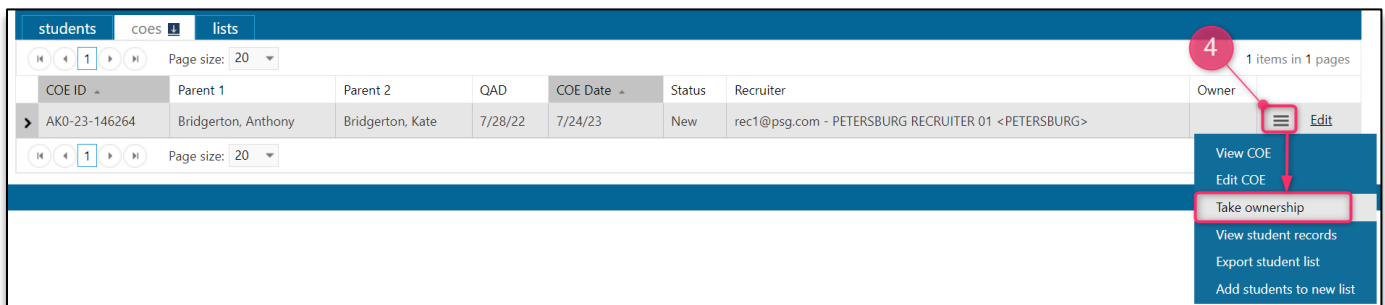 students coes lists
1 Page size: 20 1 items in 1 pages
4
COE ID Parent 1 Parent 2 QAD COE Date Status Recruiter Owner
AK0-23-146264 Bridgerton, Anthony Bridgerton, Kate 7/28/22 7/24/23 New rec1@psg.com - PETERSBURG RECRUITER 01 <PETERSBURG> Edit
1 Page size: 20
View COE
Edit COE
Take ownership
View student records
Export student list
Add students to new list